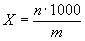 X = n·1000 / m